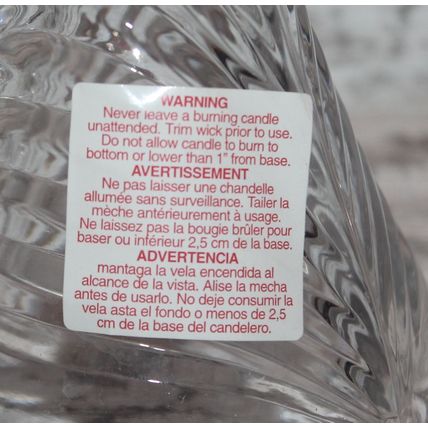 WARNING
Never leave a burning candle
unattended. Trim wick prior to use.
Do not allow candle to burn to
bottom or lower than 1" from base.
AVERTISSEMENT
Ne pas laisser une chandelle
allumée sans surveillance. Tailer la
mèche antérieurement à usage.
Ne laissez pas la bougie brûler pour
baser ou inférieur 2,5 cm de la base.
ADVERTENCIA
mantaga la vela encendida al
alcance de la vista. Alise la mecha
antes de usarlo. No deje consumir la
vela asta el fondo o menos de 2,5
cm de la base del candelero.